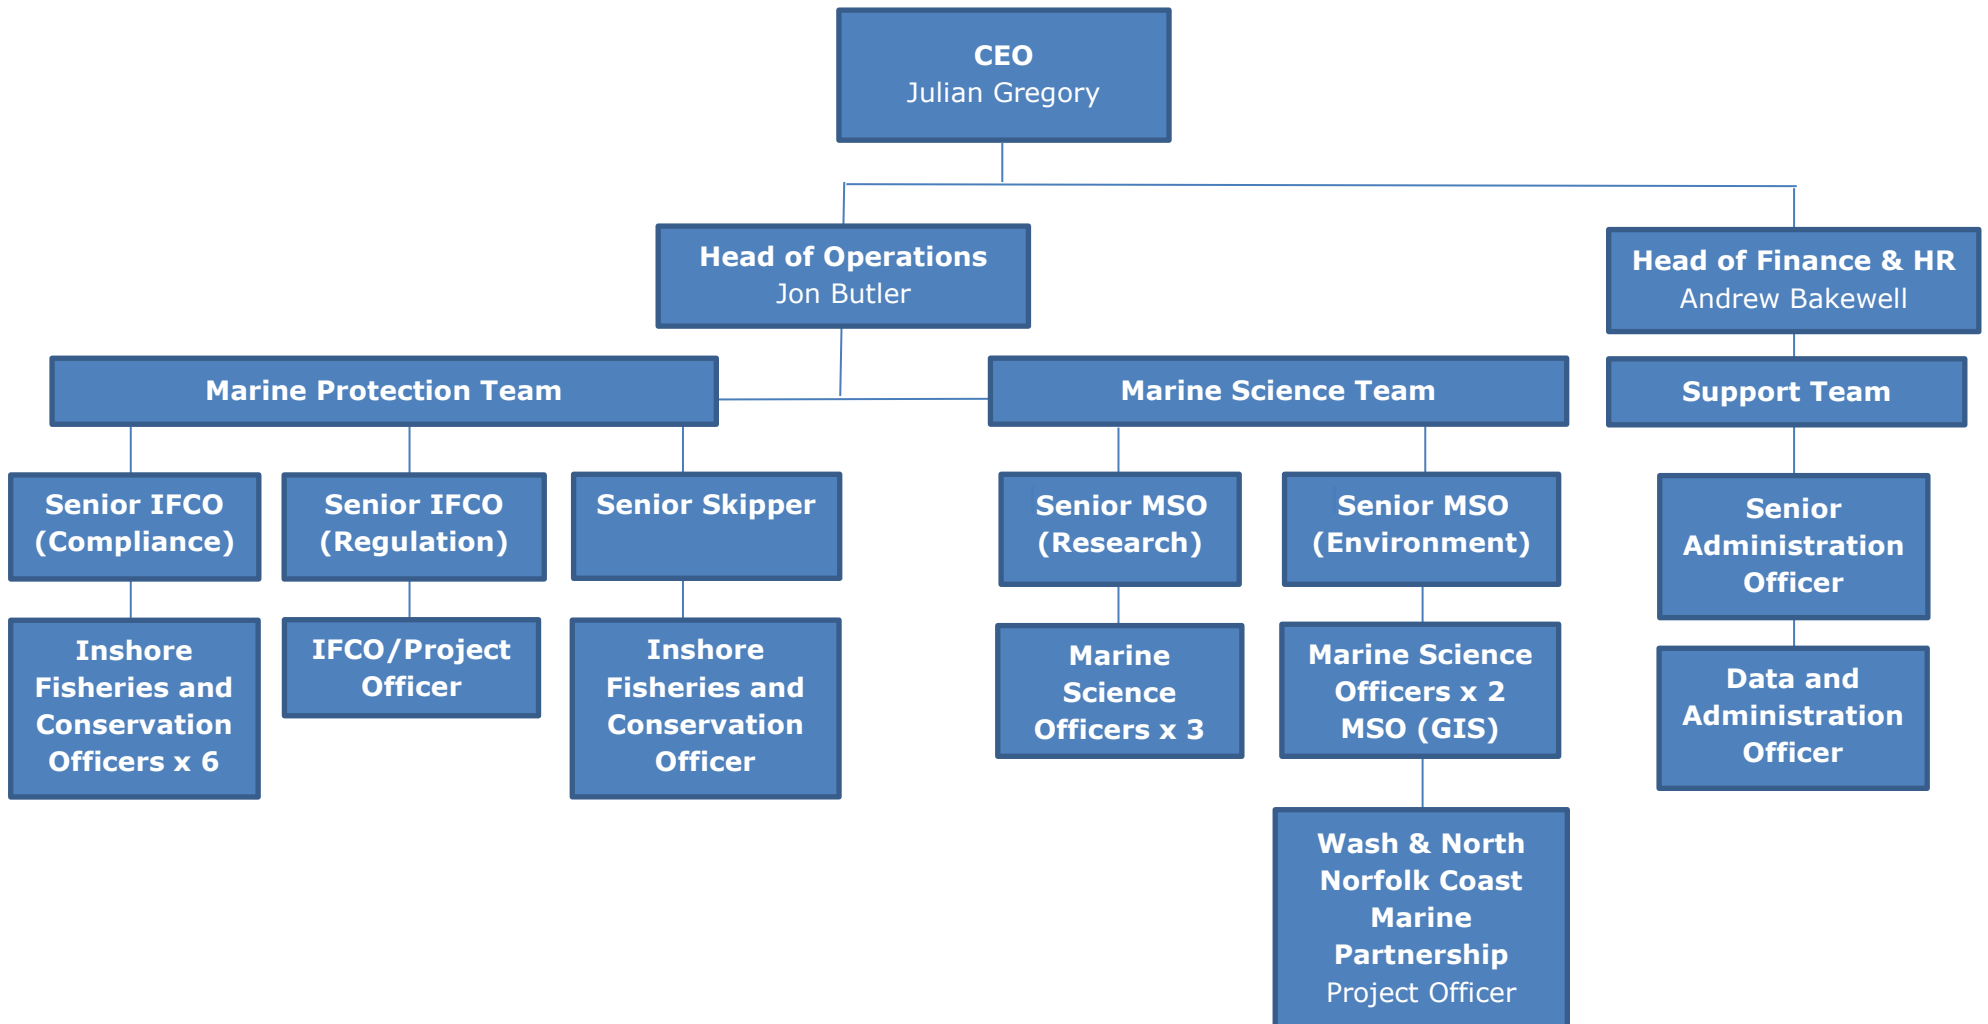 CEO
Julian Gregory
Head of Operations
Jon Butler
Head of Finance & HR
Andrew Bakewell
Marine Protection Team
Marine Science Team
Support Team
Senior IFCO
(Compliance)
Senior IFCO
(Regulation)
Senior Skipper
Senior MSO
(Research)
Senior MSO
(Environment)
Senior
Administration
Officer
Inshore
Fisheries and
Conservation
Officers x 6
IFCO/Project
Officer
Inshore
Fisheries and
Conservation
Officer
Marine
Science
Officers x 3
Marine Science
Officers x 2
MSO (GIS)
Data and
Administration
Officer
Wash & North
Norfolk Coast
Marine
Partnership
Project Officer